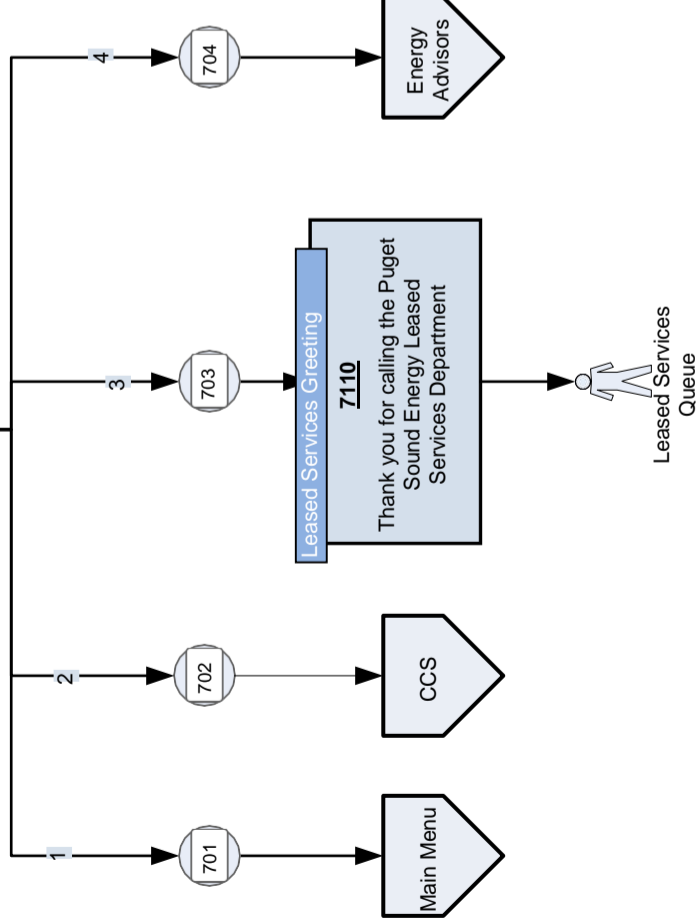 1
2
3
4
701
702
703
704
Main Menu
CCS
Leased Services Greeting
7110
Thank you for calling the Puget
Sound Energy Leased
Services Department
Leased Services
Queue
Energy
Advisors